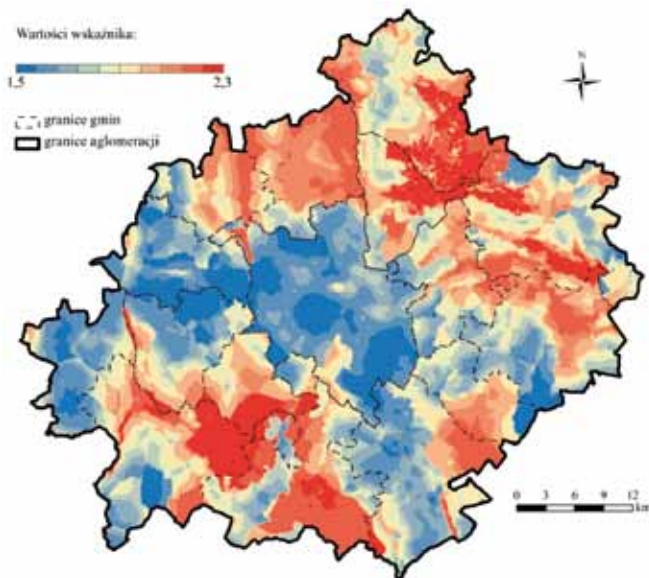 Wartości wskaźnika:
1,5 2,3
granice gmin
granice aglomeracji
N
0 3 6 9 12
km